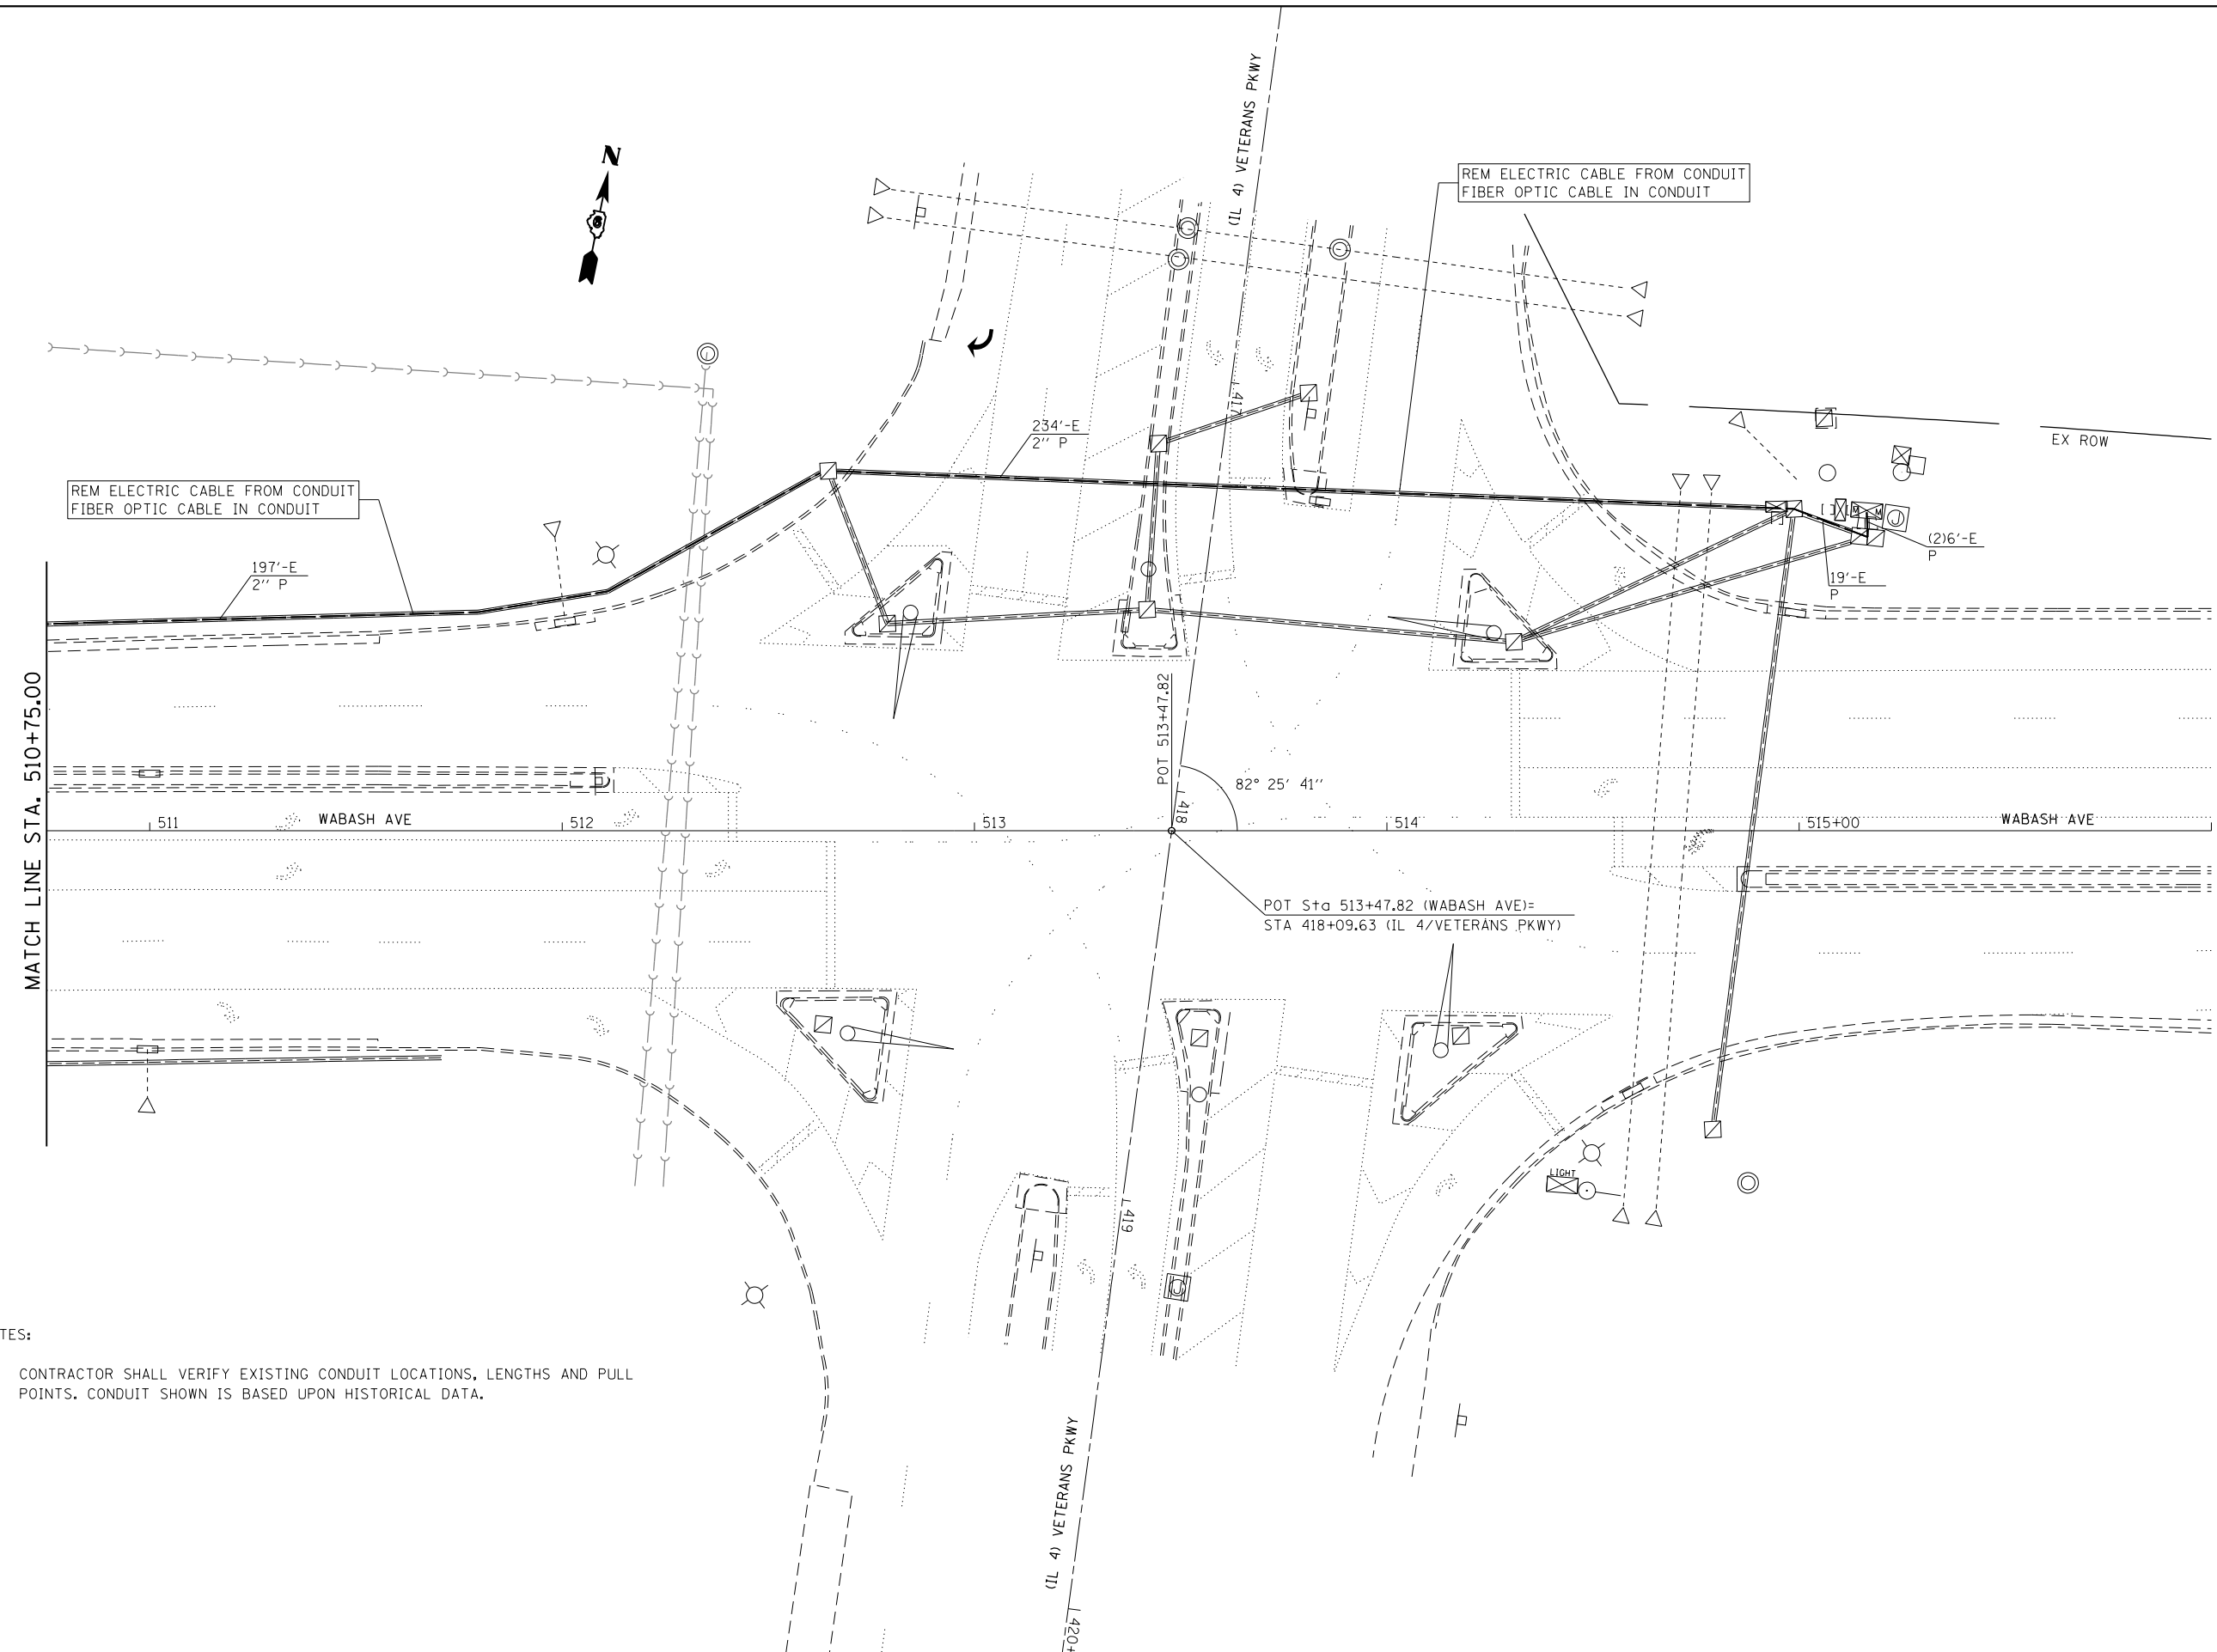 (IL 4) VETERANS PKWY
N
REM ELECTRIC CABLE FROM CONDUIT
FIBER OPTIC CABLE IN CONDUIT
L 417
234'-E
2'' P
EX ROW
REM ELECTRIC CABLE FROM CONDUIT
FIBER OPTIC CABLE IN CONDUIT
M
M
J
(2)6'-E
P
197'-E
2'' P
19'-E
P
MATCH LINE STA. 510+75.00
POT 513+47.82
82° 25' 41''
L 418
511
WABASH AVE
512
513
514
515+00
WABASH AVE
POT Sta 513+47.82 (WABASH AVE)=
STA 418+09.63 (IL 4/VETERANS PKWY)
LIGHT
L 419
J
TES:
CONTRACTOR SHALL VERIFY EXISTING CONDUIT LOCATIONS, LENGTHS AND PULL
POINTS. CONDUIT SHOWN IS BASED UPON HISTORICAL DATA.
(IL 4) VETERANS PKWY
L 420+